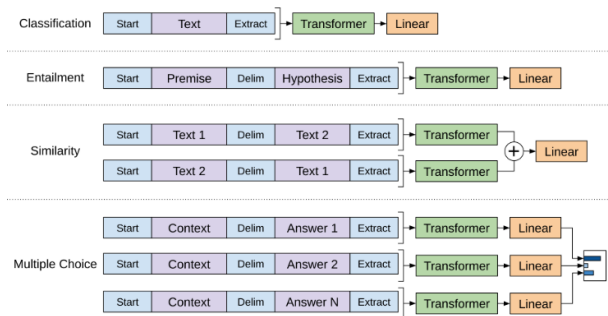 Classification Start Text Extract Transformer Linear
Entailment Start Premise Delim Hypothesis Extract Transformer Linear
Similarity
Start Text 1 Delim Text 2 Extract Transformer
+ Linear
Start Text 2 Delim Text 1 Extract Transformer
Multiple Choice
Start Context Delim Answer 1 Extract Transformer Linear
Start Context Delim Answer 2 Extract Transformer Linear
Start Context Delim Answer N Extract Transformer Linear